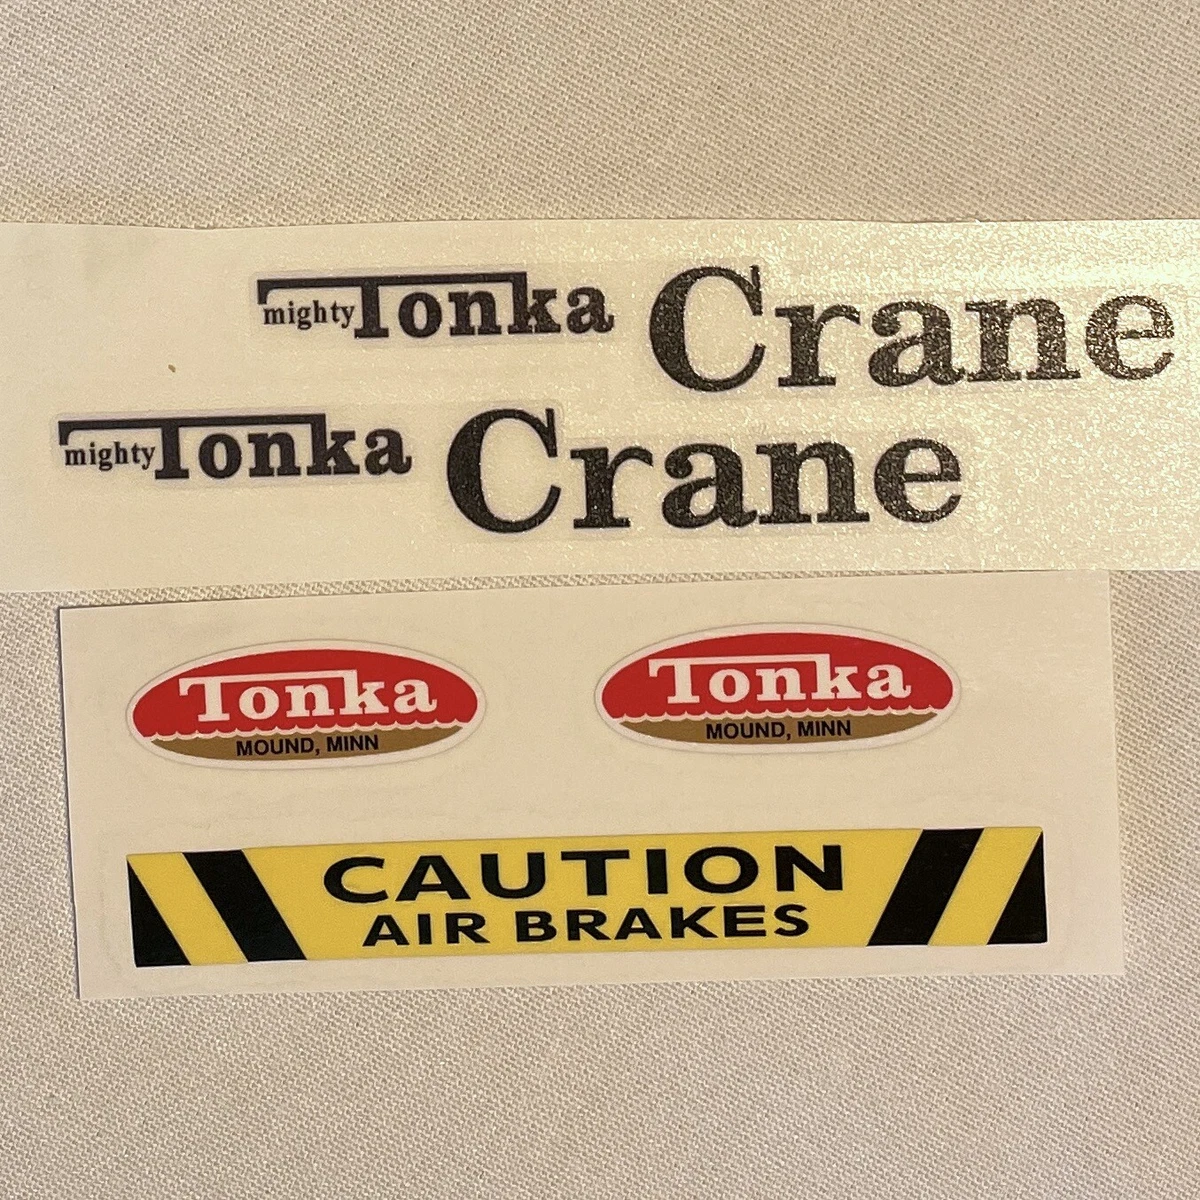 mighty Tonka Crane
mighty Tonka Crane
Tonka
MOUND, MINN
Tonka
MOUND, MINN
CAUTION
AIR BRAKES